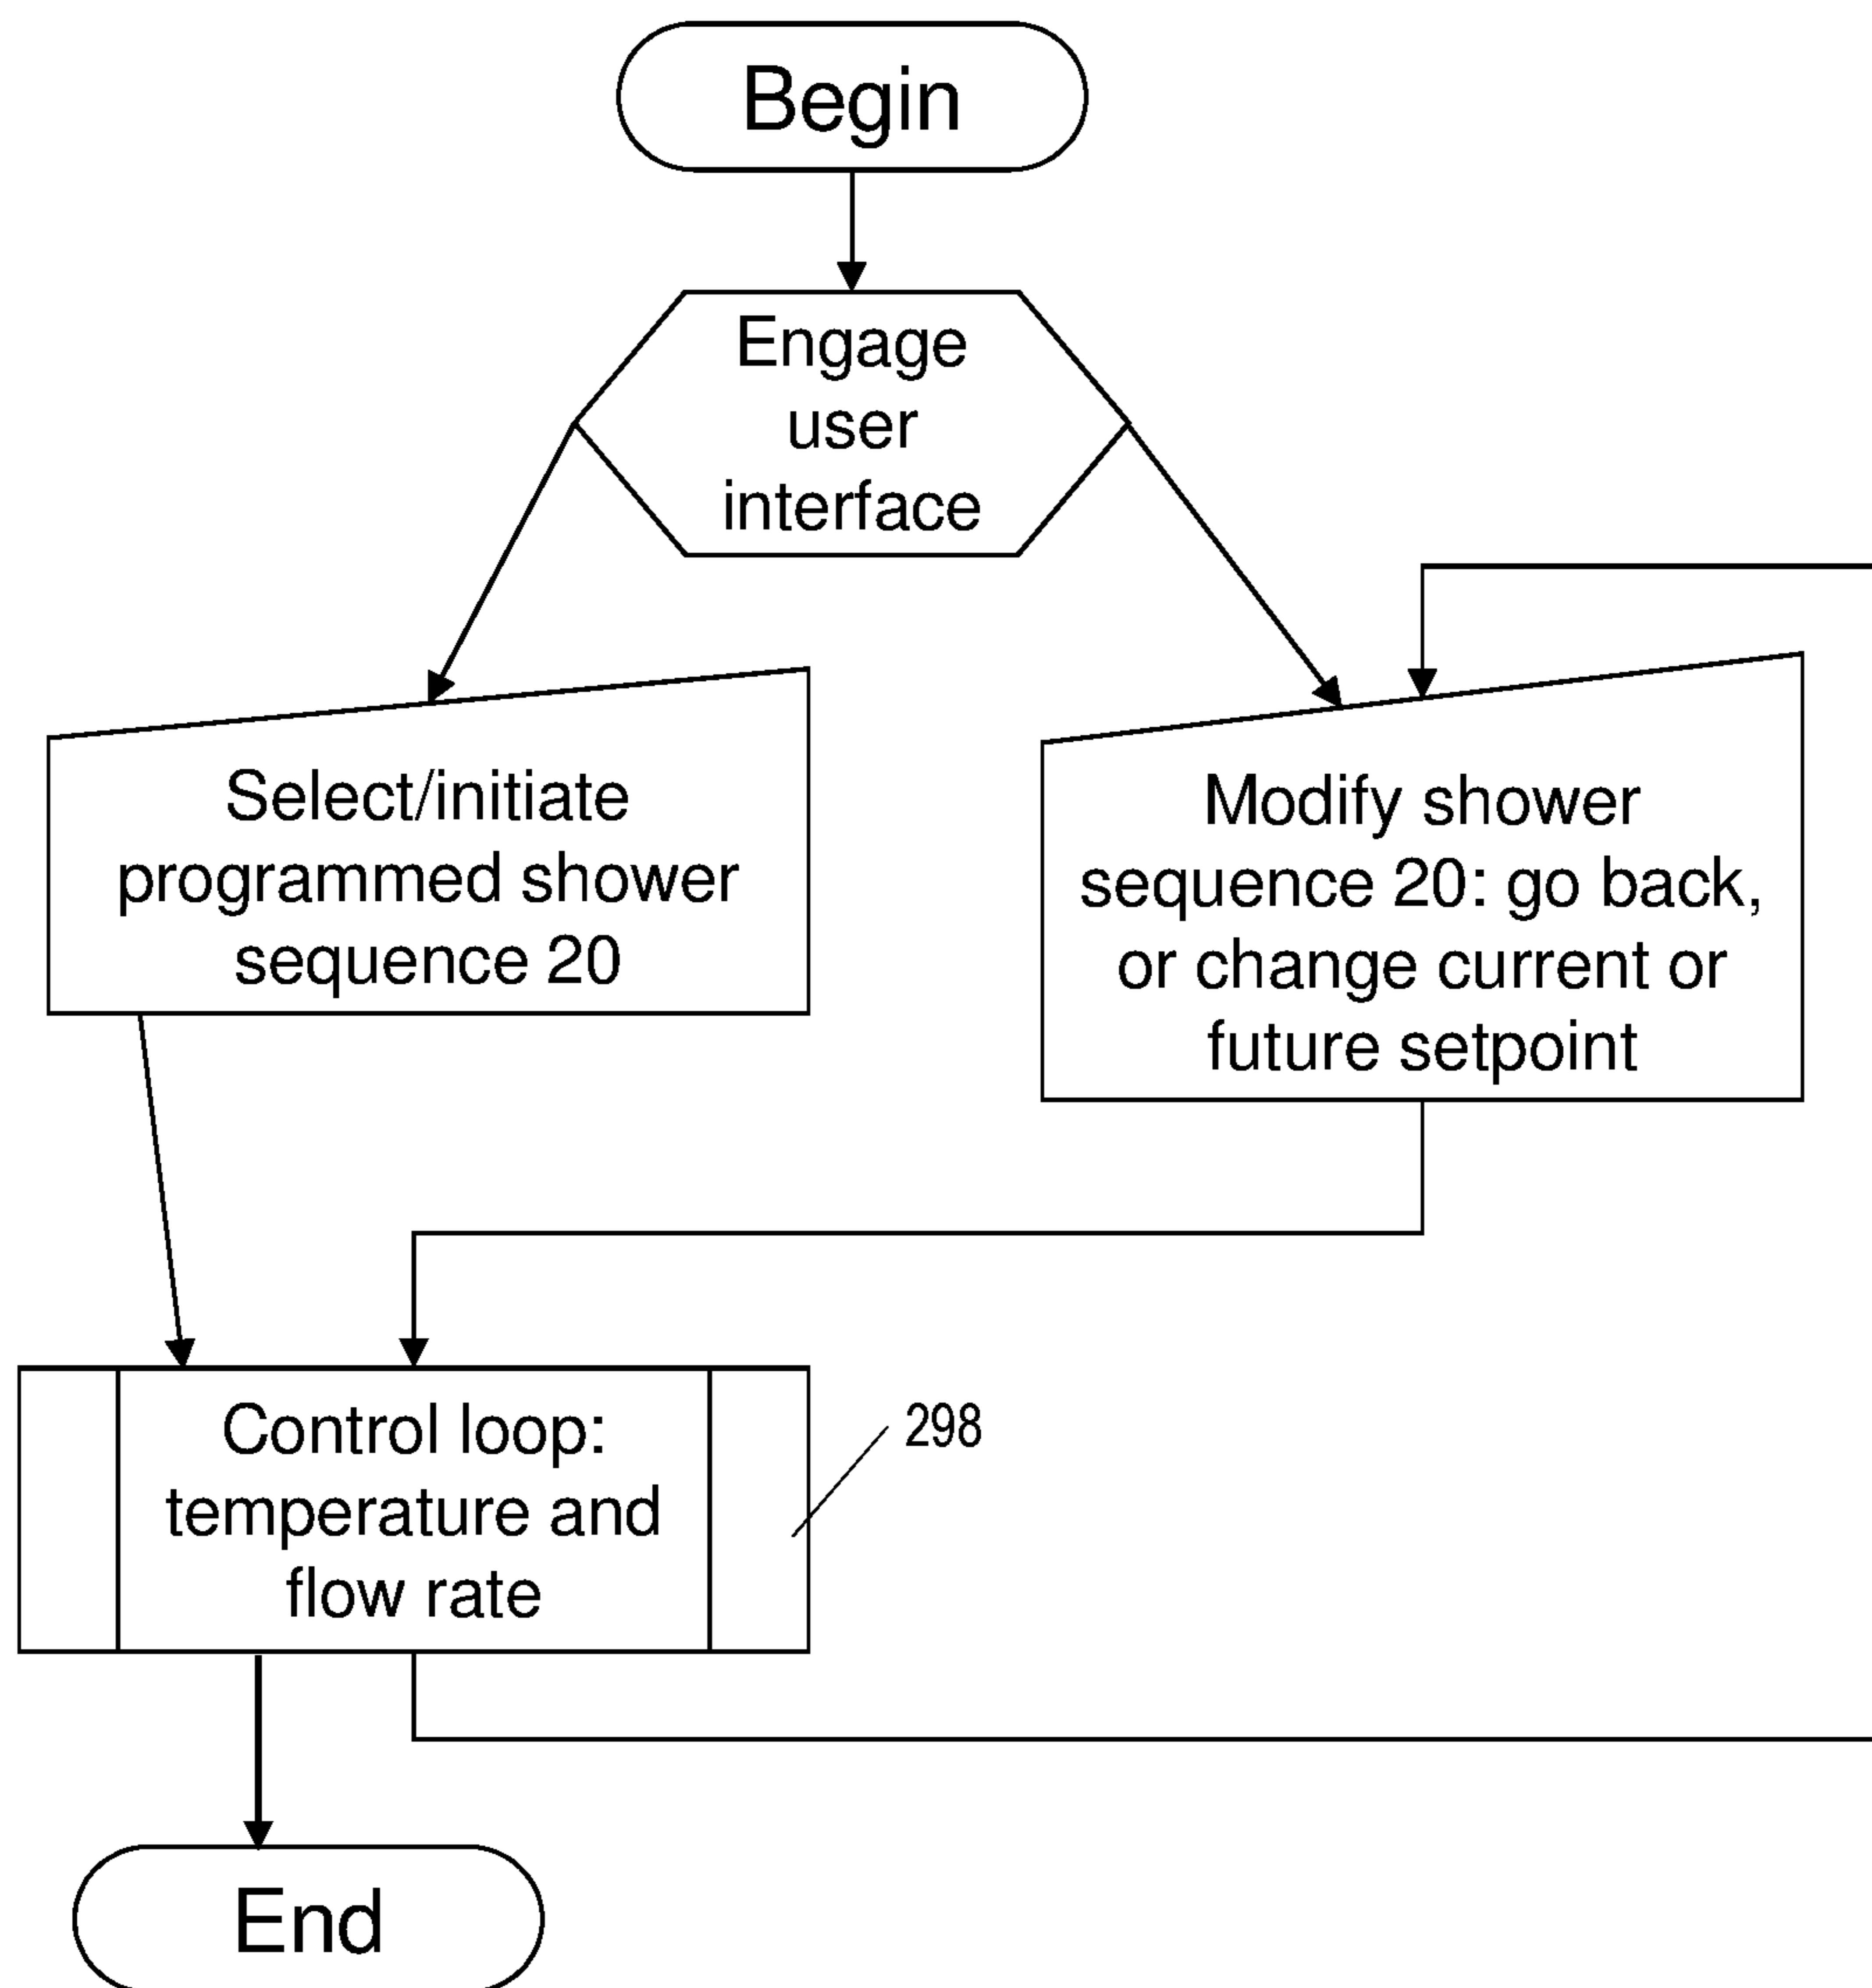 Begin
Engage
user
interface
Select/initiate
programmed shower
sequence 20
Modify shower
sequence 20: go back,
or change current or
future setpoint
Control loop:
temperature and
flow rate
298
End